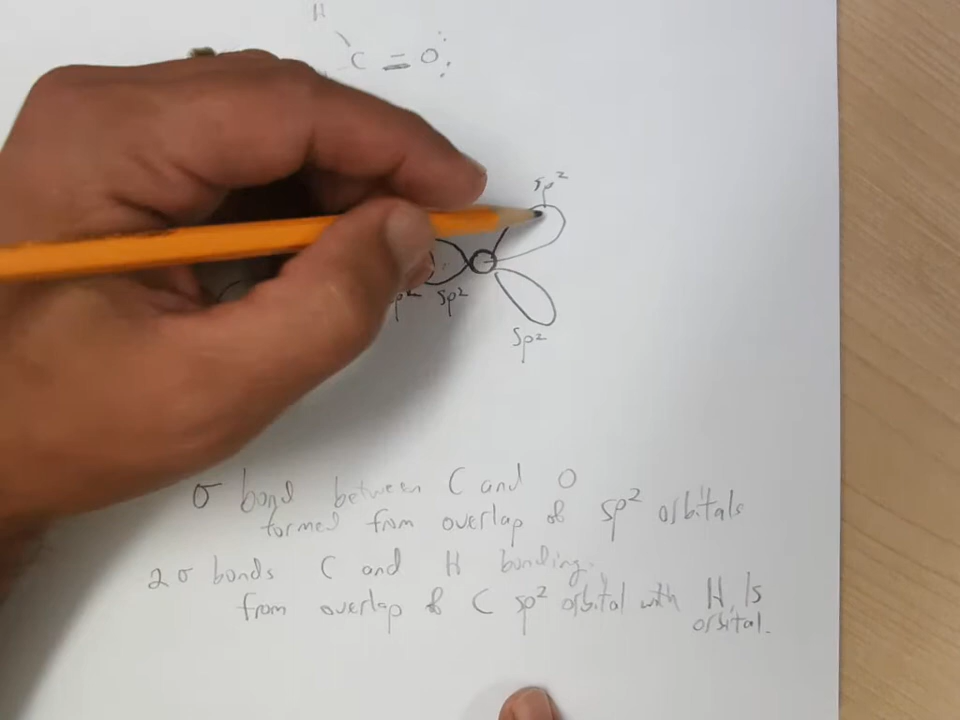 H
C = O
sp²
sp² sp²
sp²
σ bond between C and O
formed from overlap of sp² orbitals
2σ bonds C and H bonding.
from overlap of C sp² orbital with H 1s
orbital.